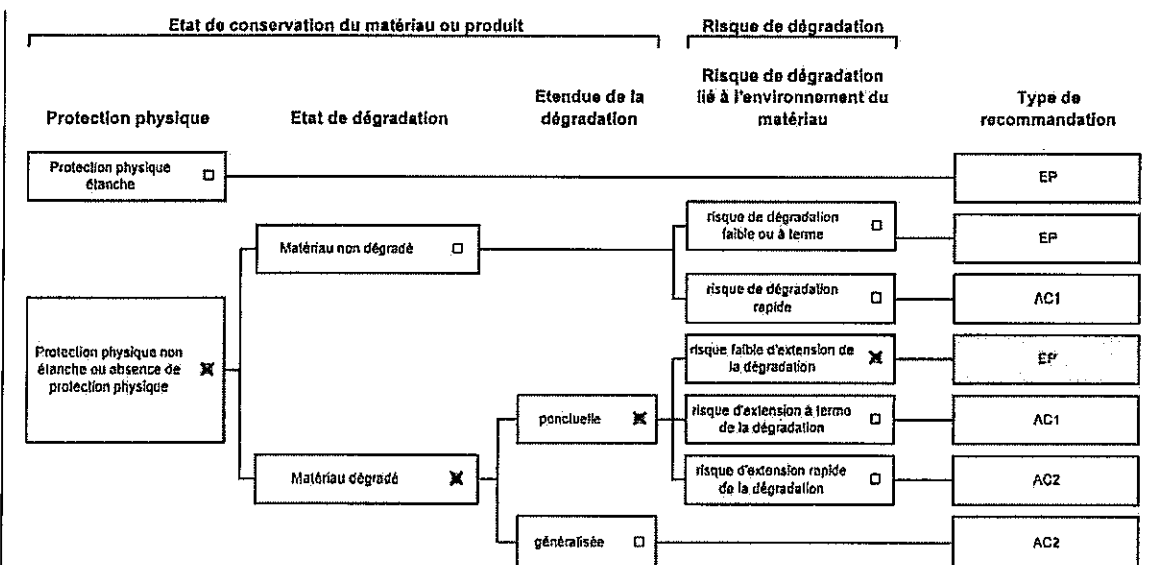 Etat de conservation du matériau ou produit
Risque de dégradation
Protection physique
Etat de dégradation
Etendue de la
dégradation
Risque de dégradation
lié à l'environnement du
matériau
Type de
recommandation
Protection physique
étanche
EP
Matériau non dégradé
risque de dégradation
faible ou à terme
EP
risque de dégradation
rapide
AC1
Protection physique non
étanche ou absence de
protection physique
risque faible d'extension de
la dégradation
EP
ponctuelle
risque d'extension à terme
de la dégradation
AC1
Matériau dégradé
risque d'extension rapide
de la dégradation
AC2
généralisée
AC2